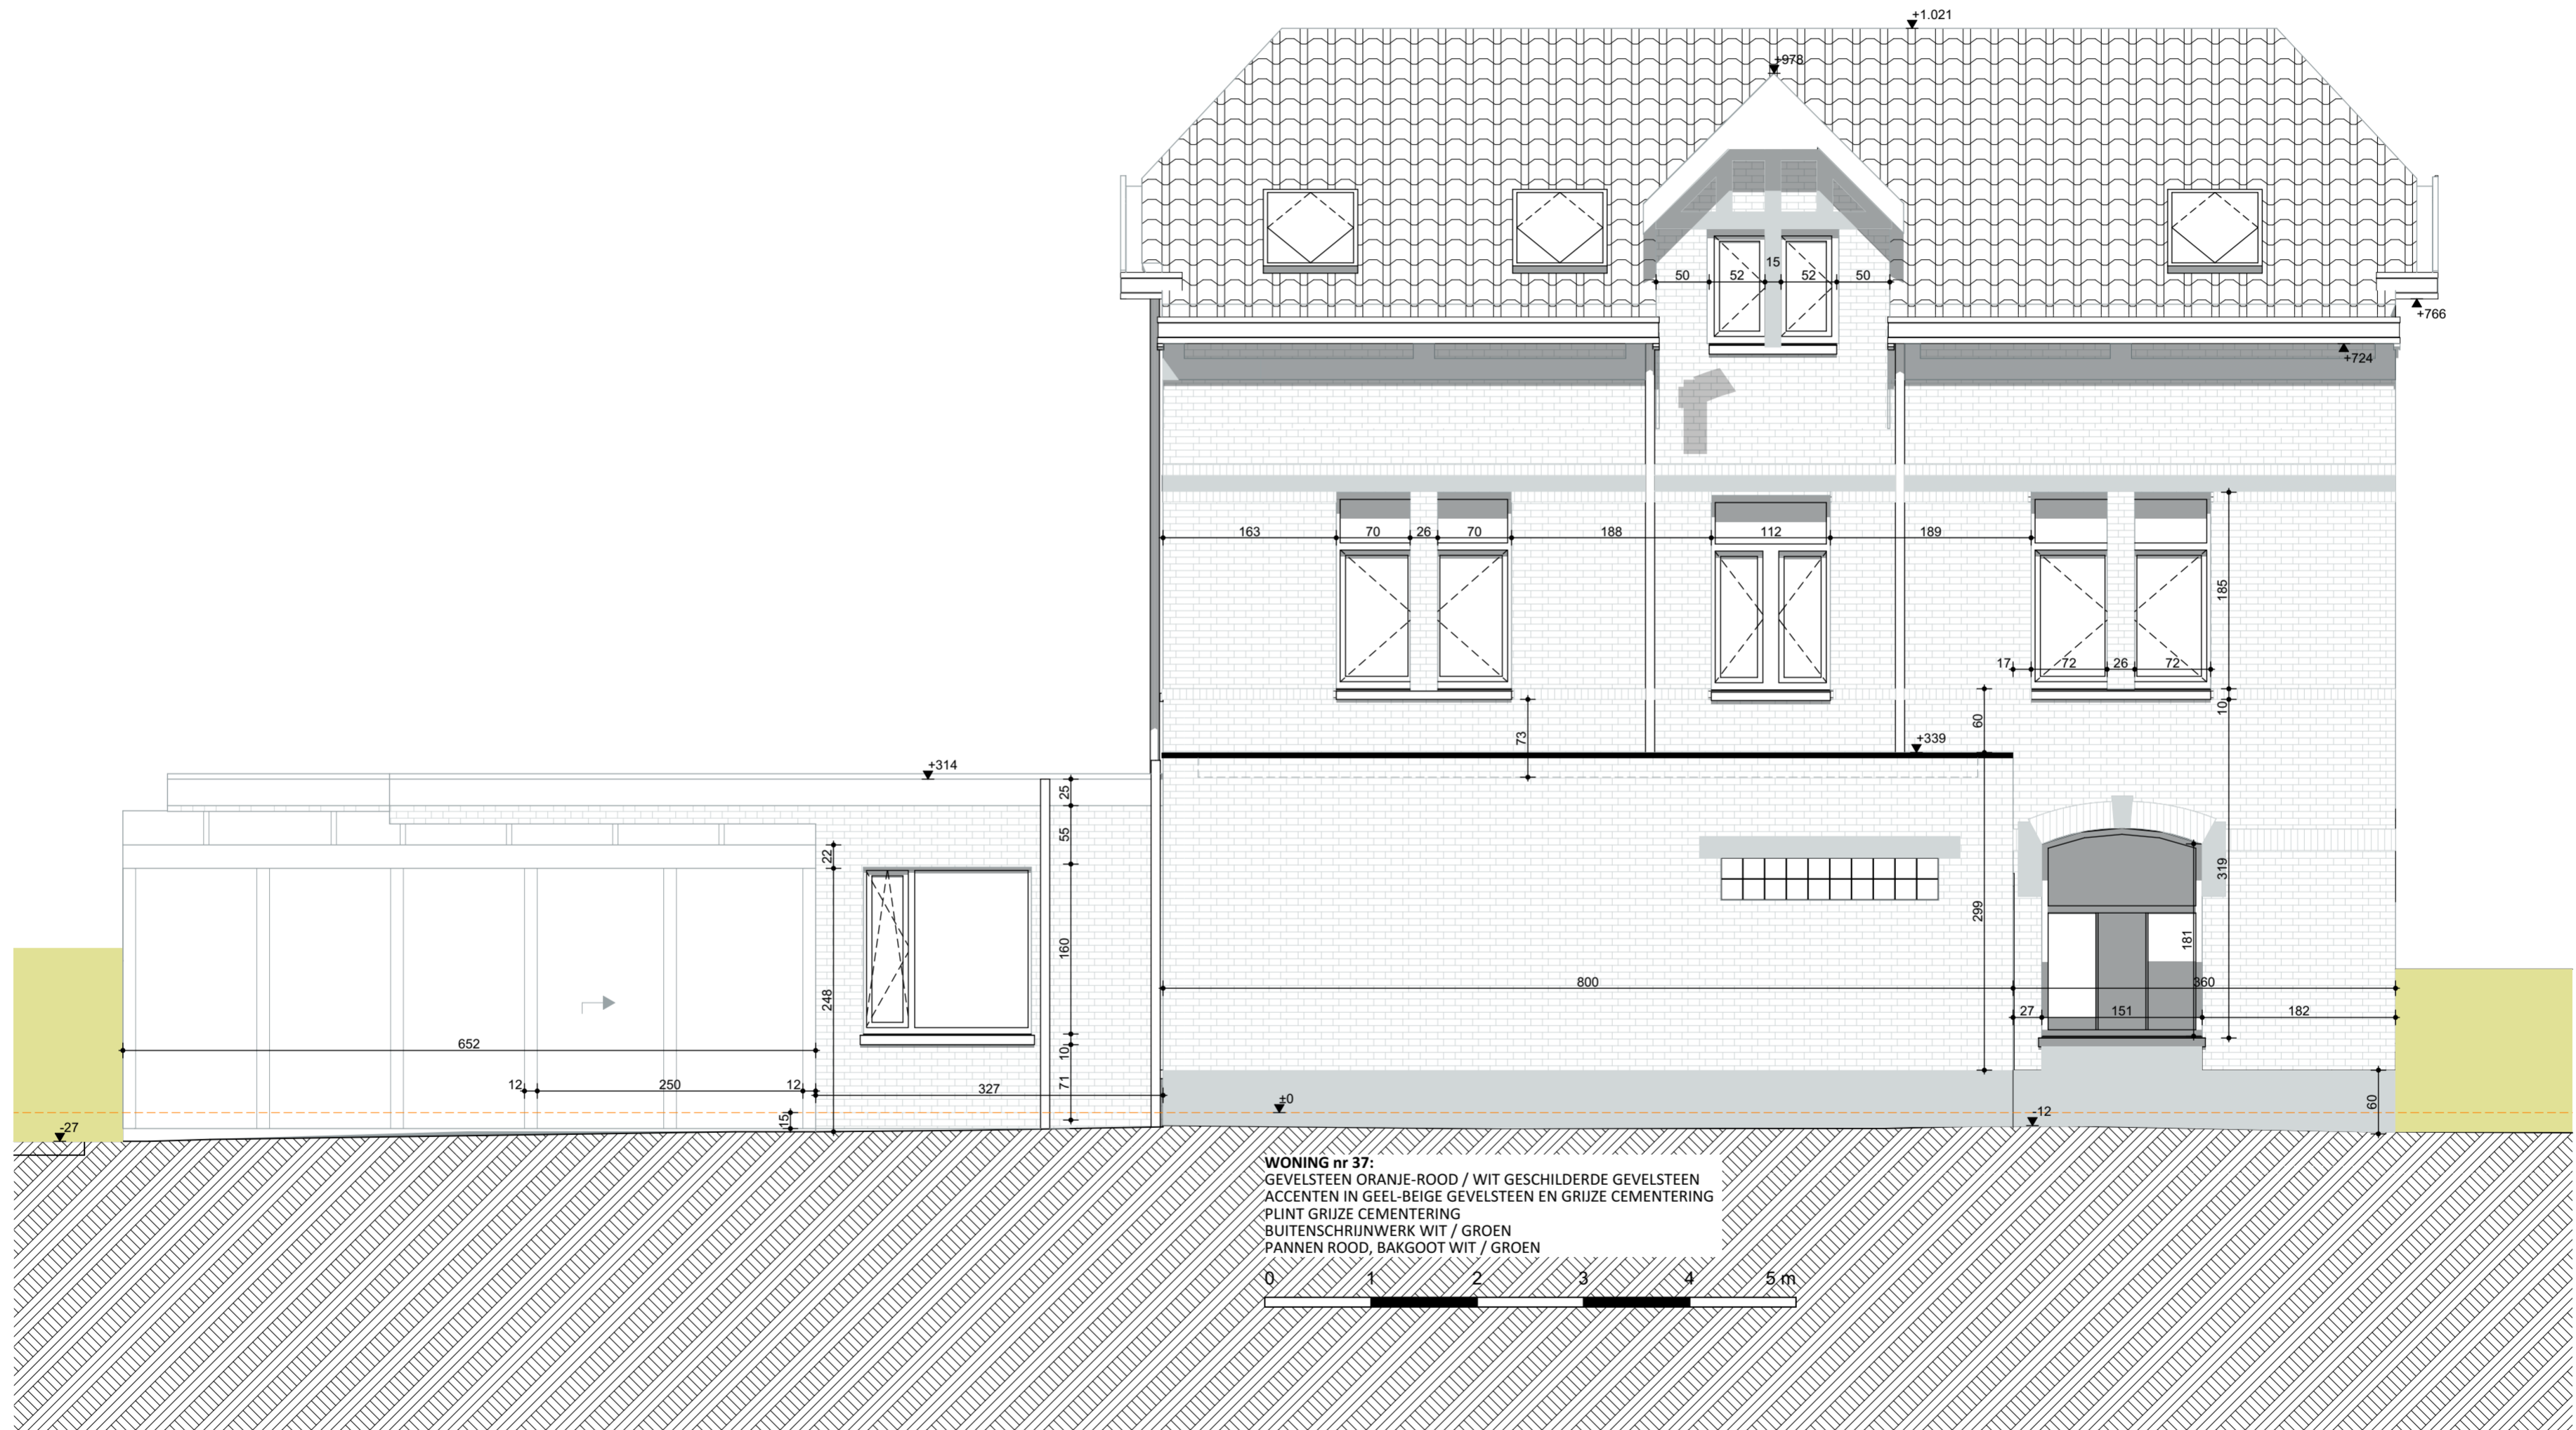 +1.021
+978
+766
+724
15
50 52 52 50
163 70 26 70 188 112 189
185
17 72 26 72
10
60
73
+339
+314
25
55
22
160
319
299
181
248
800 360
27 151 182
652
10
12 250 12
327
71
15
±0
-12
60
-27
WONING nr 37:
GEVELSTEEN ORANJE-ROOD / WIT GESCHILDERDE GEVELSTEEN
ACCENTEN IN GEEL-BEIGE GEVELSTEEN EN GRIJZE CEMENTERING
PLINT GRIJZE CEMENTERING
BUITENSCHRIJNWERK WIT / GROEN
PANNEN ROOD, BAKGOOT WIT / GROEN
0 1 2 3 4 5 m